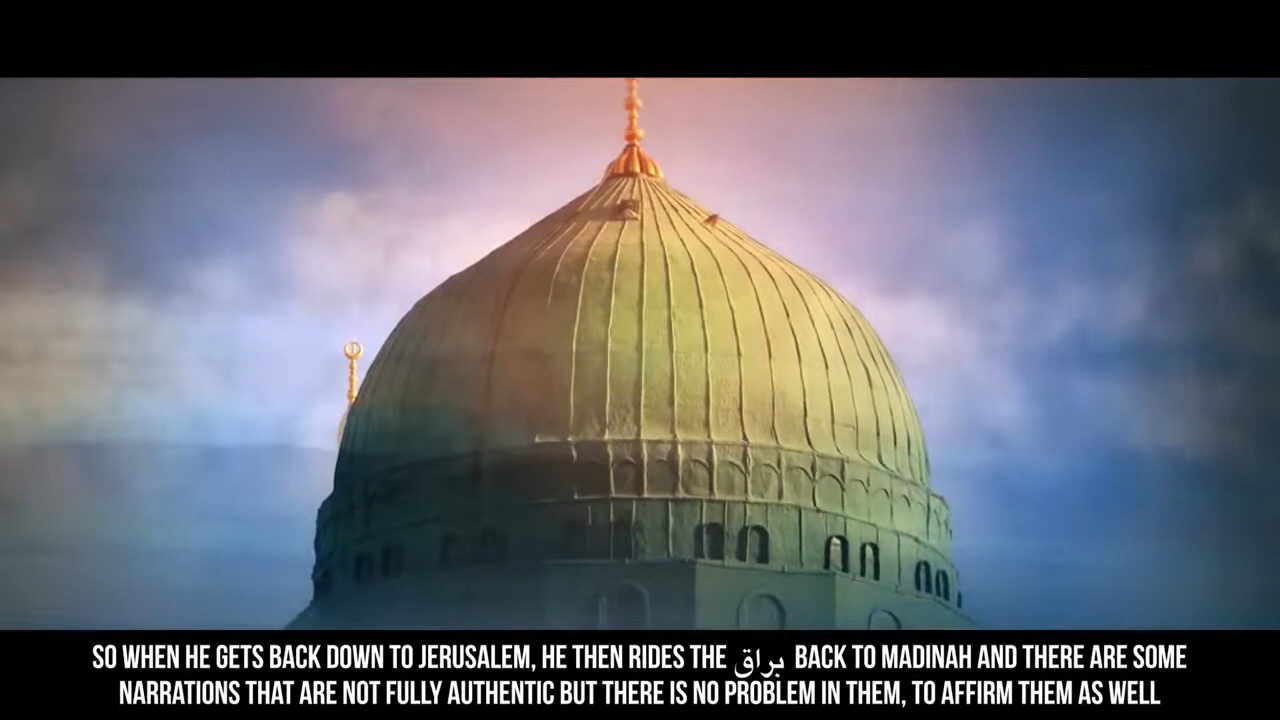 SO WHEN HE GETS BACK DOWN TO JERUSALEM, HE THEN RIDES THE براق BACK TO MADINAH AND THERE ARE SOME
NARRATIONS THAT ARE NOT FULLY AUTHENTIC BUT THERE IS NO PROBLEM IN THEM, TO AFFIRM THEM AS WELL